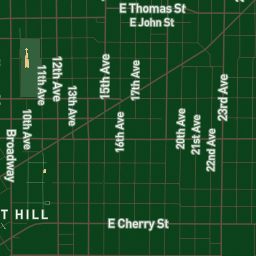 E Thomas St
E John St
11th Ave
12th Ave
13th Ave
15th Ave
17th Ave
10th Ave
16th Ave
20th Ave
21st Ave
22nd Ave
23rd Ave
Broadway
T HILL
E Cherry St